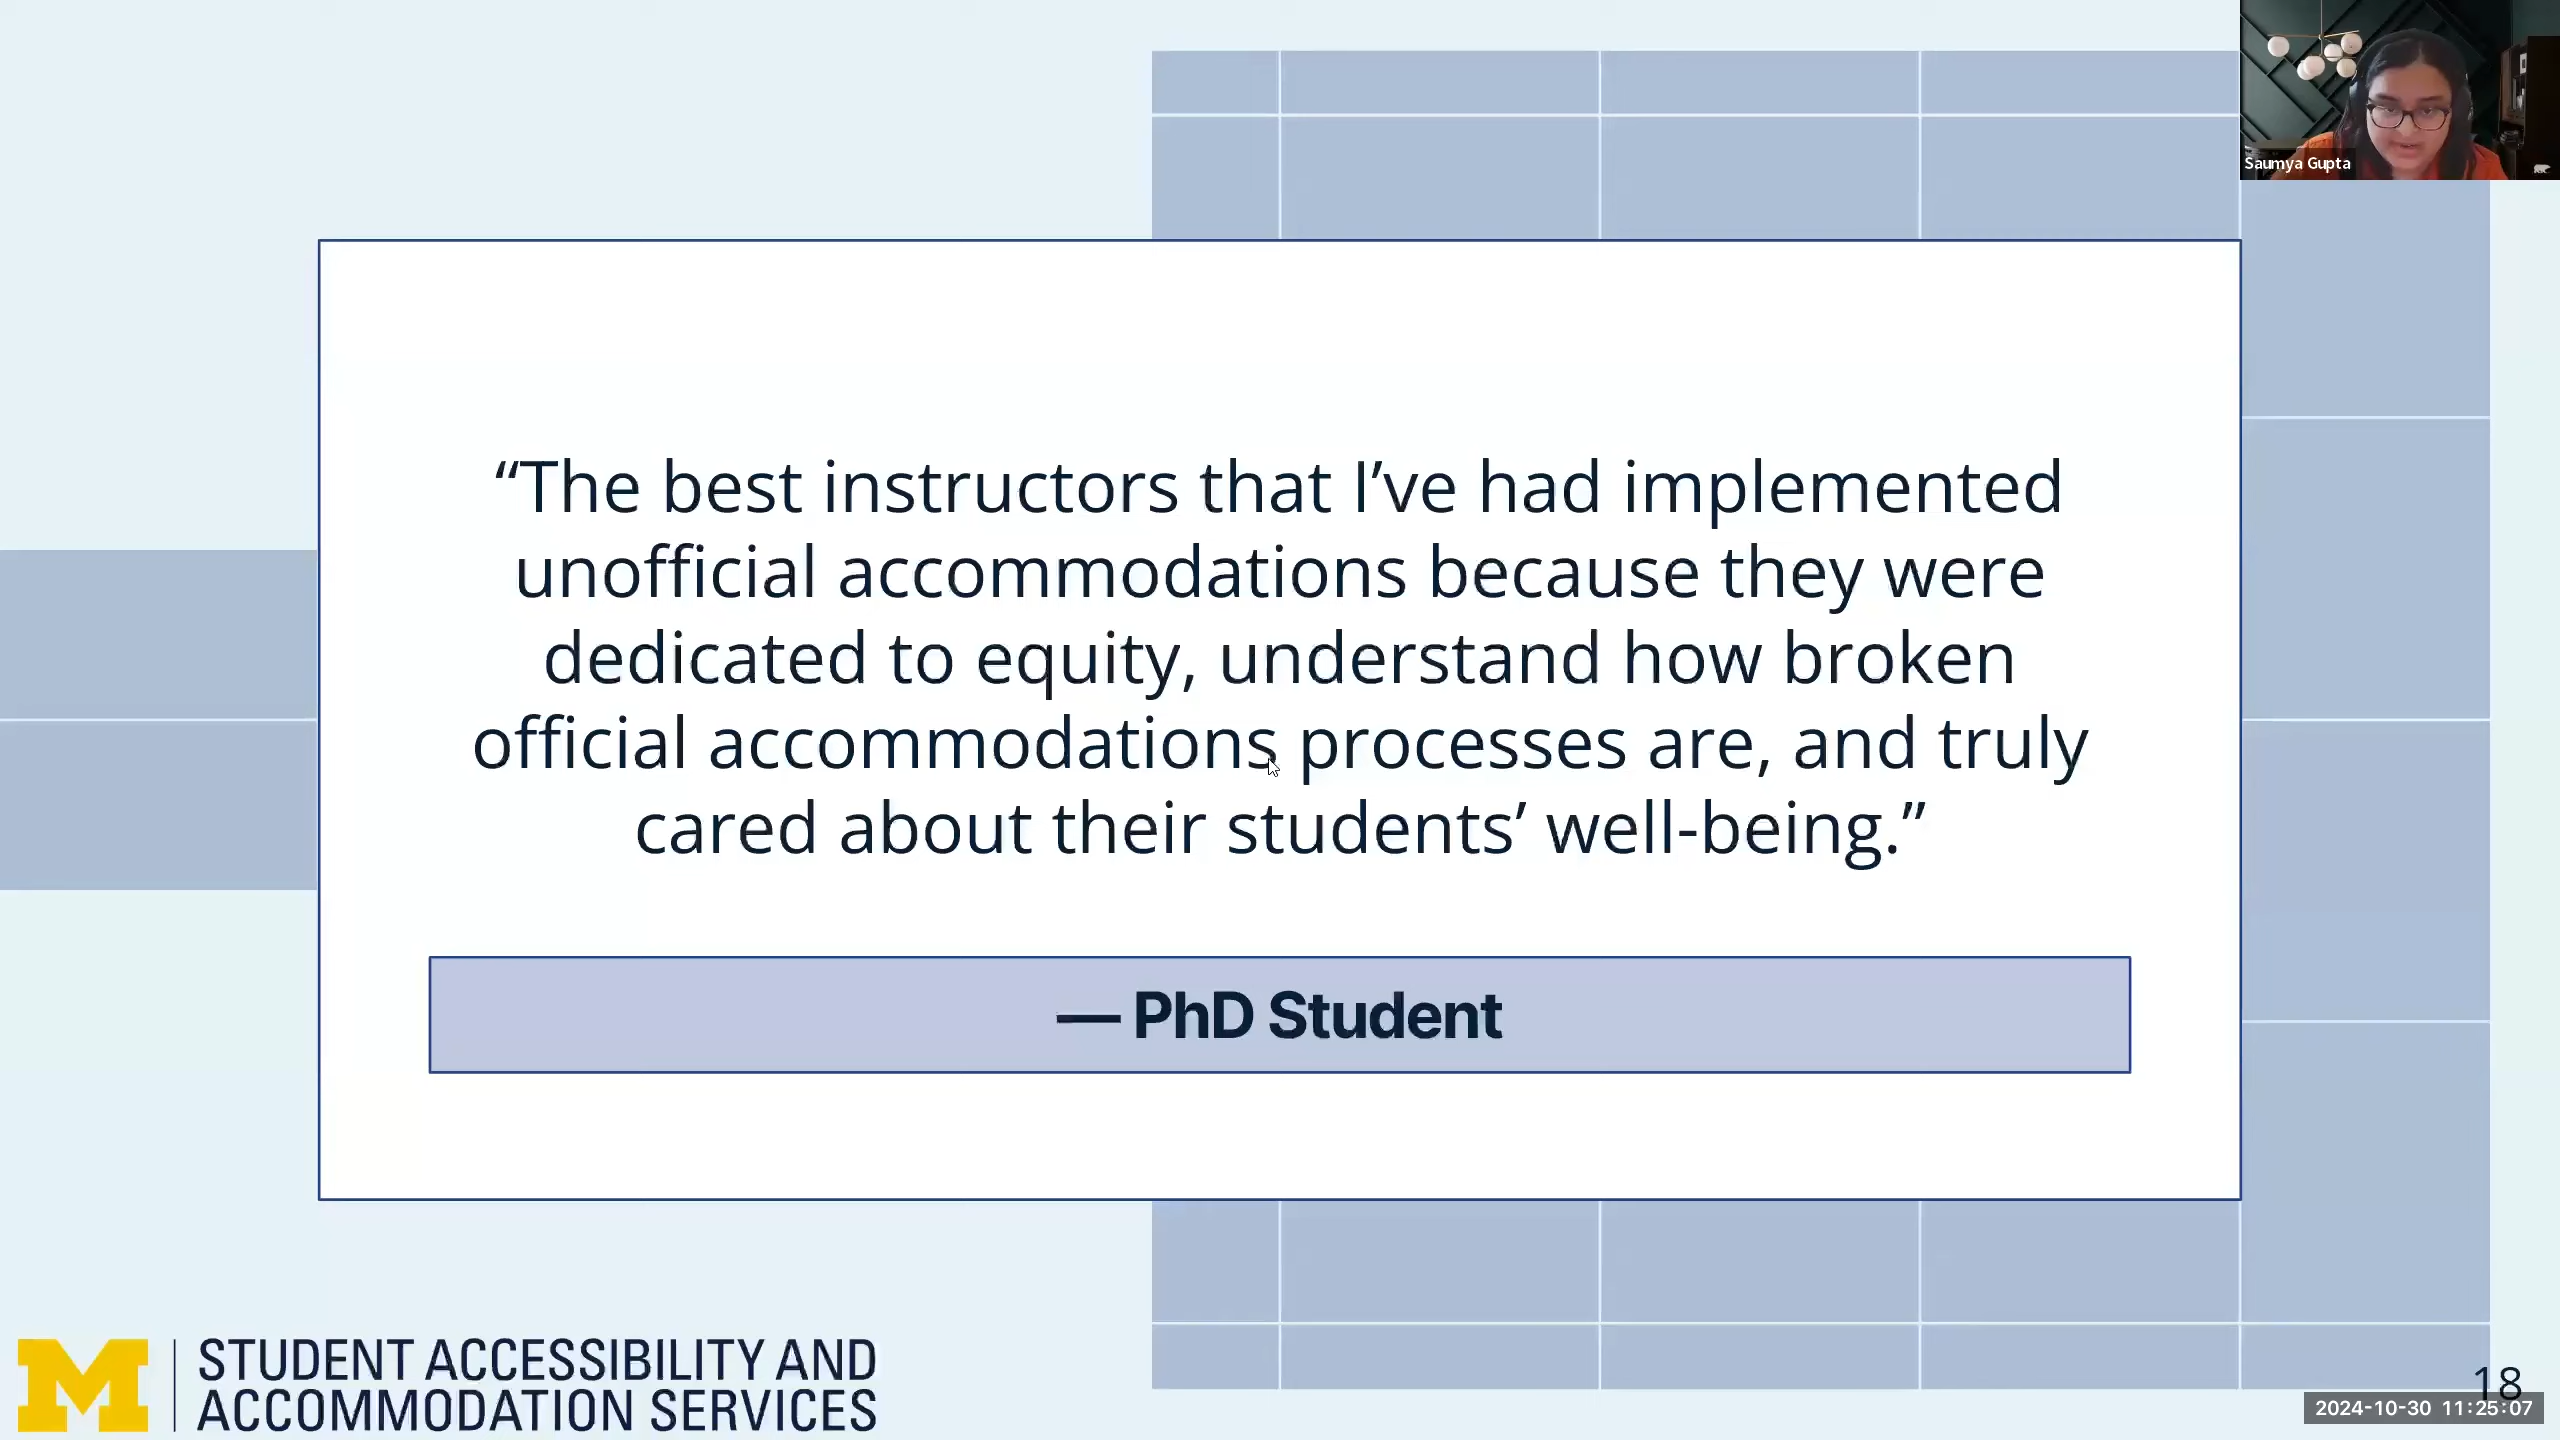 Saumya Gupta
“The best instructors that I’ve had implemented
unofficial accommodations because they were
dedicated to equity, understand how broken
official accommodations processes are, and truly
cared about their students’ well-being.”
— PhD Student
M
STUDENT ACCESSIBILITY AND
ACCOMMODATION SERVICES
18
2024-10-30 11:25:07